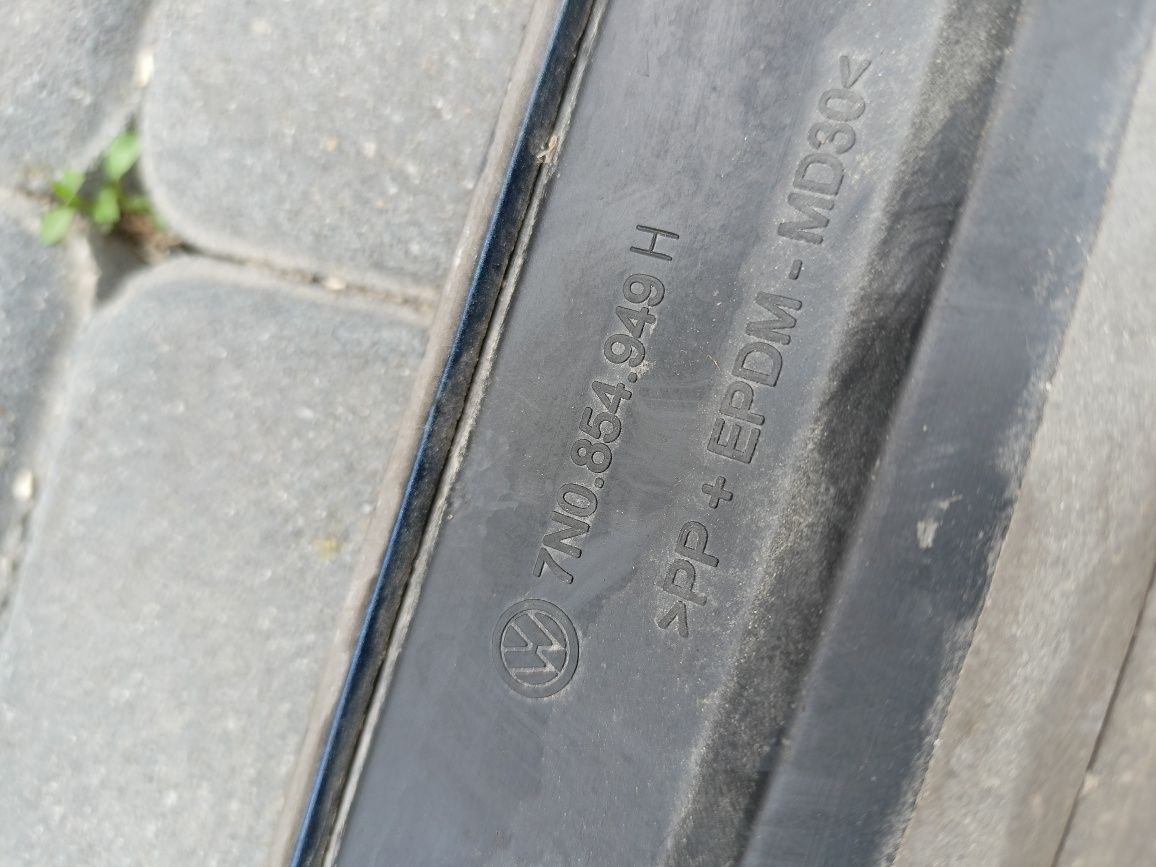 7N0.854.949 H
>PP + EPDM - MD30<